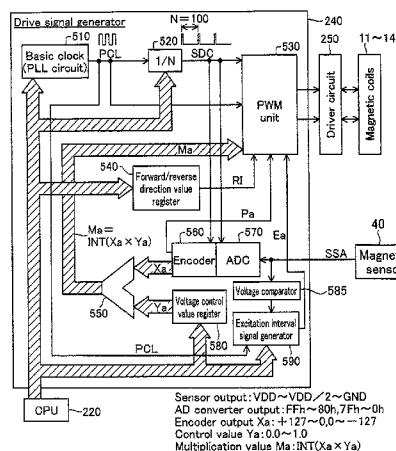 Drive signal generator
240
510
Basic clock
(PLL circuit)
PCL
N=100
520
1/N
SDC
530
PWM
unit
250
Driver circuit
11~14
Magnetic coils
Ma
540
Forward/reverse
direction value
register
RI
Ma=
INT(Xa×Ya)
Pa
Ea
560
570
Encoder
ADC
SSA
40
Magnet
sensor
Xa
Ya
550
Voltage control
value register
580
Voltage comparator
585
Excitation interval
signal generator
590
PCL
CPU
220
Sensor output:VDD~VDD/2~GND
AD converter output:FFh~80h,7Fh~0h
Encoder output Xa:+127~0,0~-127
Control value Ya:0.0~1.0
Multiplication value Ma:INT(Xa×Ya)